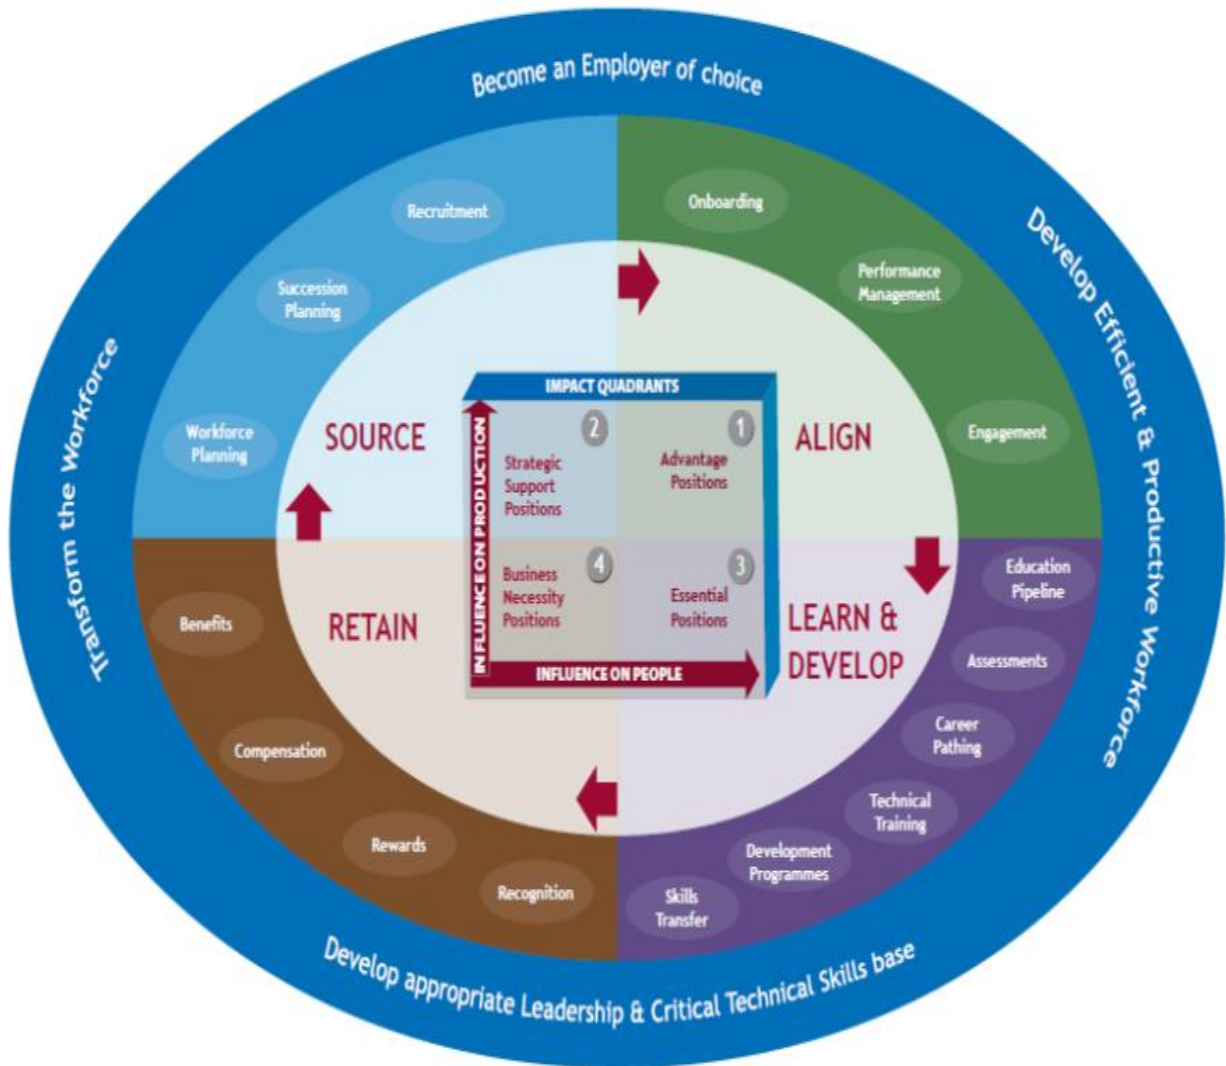 Become an Employer of choice
Develop Efficient & Productive Workforce
Develop appropriate Leadership & Critical Technical Skills base
Transform the Workforce
Recruitment
Succession
Planning
Workforce
Planning
Onboarding
Performance
Management
Engagement
Education
Pipeline
Assessments
Career
Pathing
Technical
Training
Development
Programmes
Skills
Transfer
Recognition
Rewards
Compensation
Benefits
SOURCE
ALIGN
LEARN &
DEVELOP
RETAIN
IMPACT QUADRANTS
INFLUENCE ON PRODUCTION
2
Strategic
Support
Positions
1
Advantage
Positions
4
Business
Necessity
Positions
3
Essential
Positions
INFLUENCE ON PEOPLE